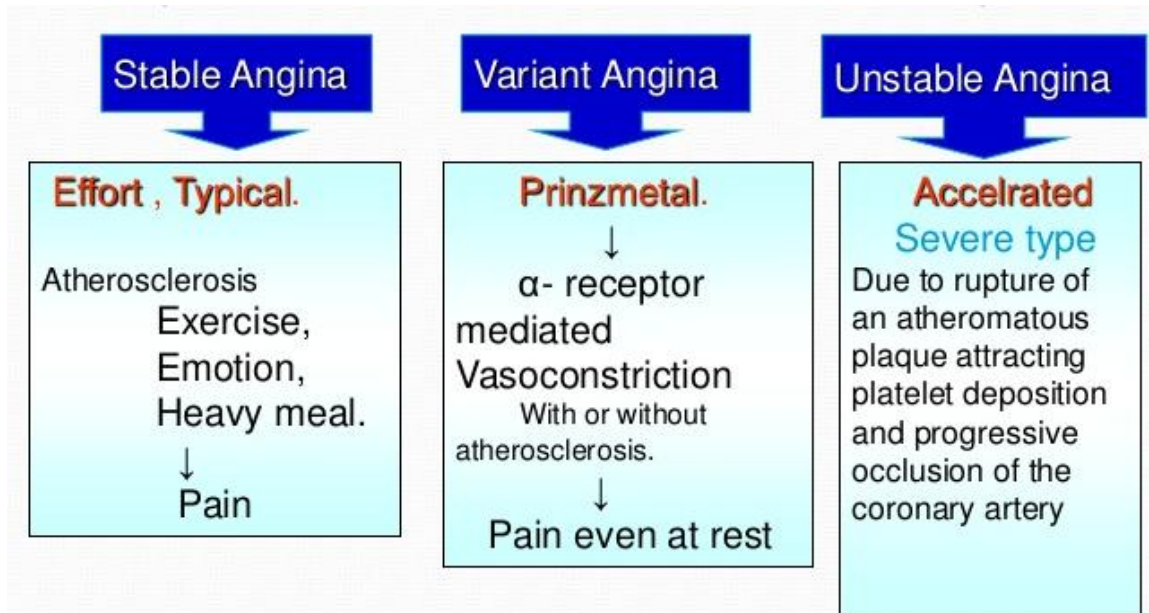 Stable Angina
Effort , Typical.
Atherosclerosis
Exercise,
Emotion,
Heavy meal.
↓
Pain
Variant Angina
Prinzmetal.
↓
α- receptor
mediated
Vasoconstriction
With or without
atherosclerosis.
↓
Pain even at rest
Unstable Angina
Accelrated
Severe type
Due to rupture of
an atheromatous
plaque attracting
platelet deposition
and progressive
occlusion of the
coronary artery